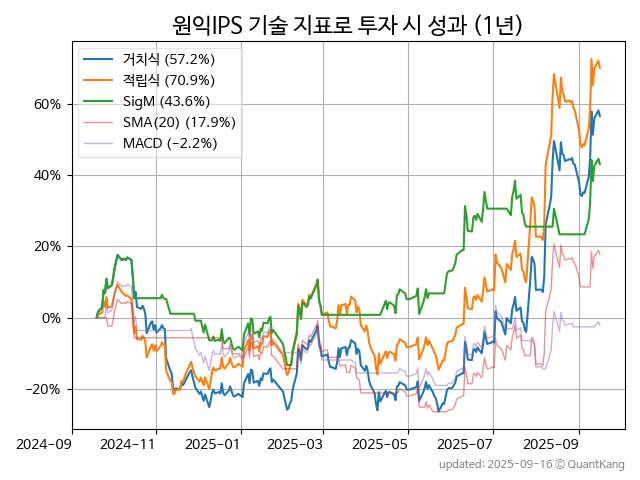 원익IPS 기술 지표로 투자 시 성과 (1년)
거치식 (57.2%)
적립식 (70.9%)
SigM (43.6%)
SMA(20) (17.9%)
MACD (−2.2%)
60%
40%
20%
0%
−20%
2024-09 2024-11 2025-01 2025-03 2025-05 2025-07 2025-09
updated: 2025-09-16 © QuantKang